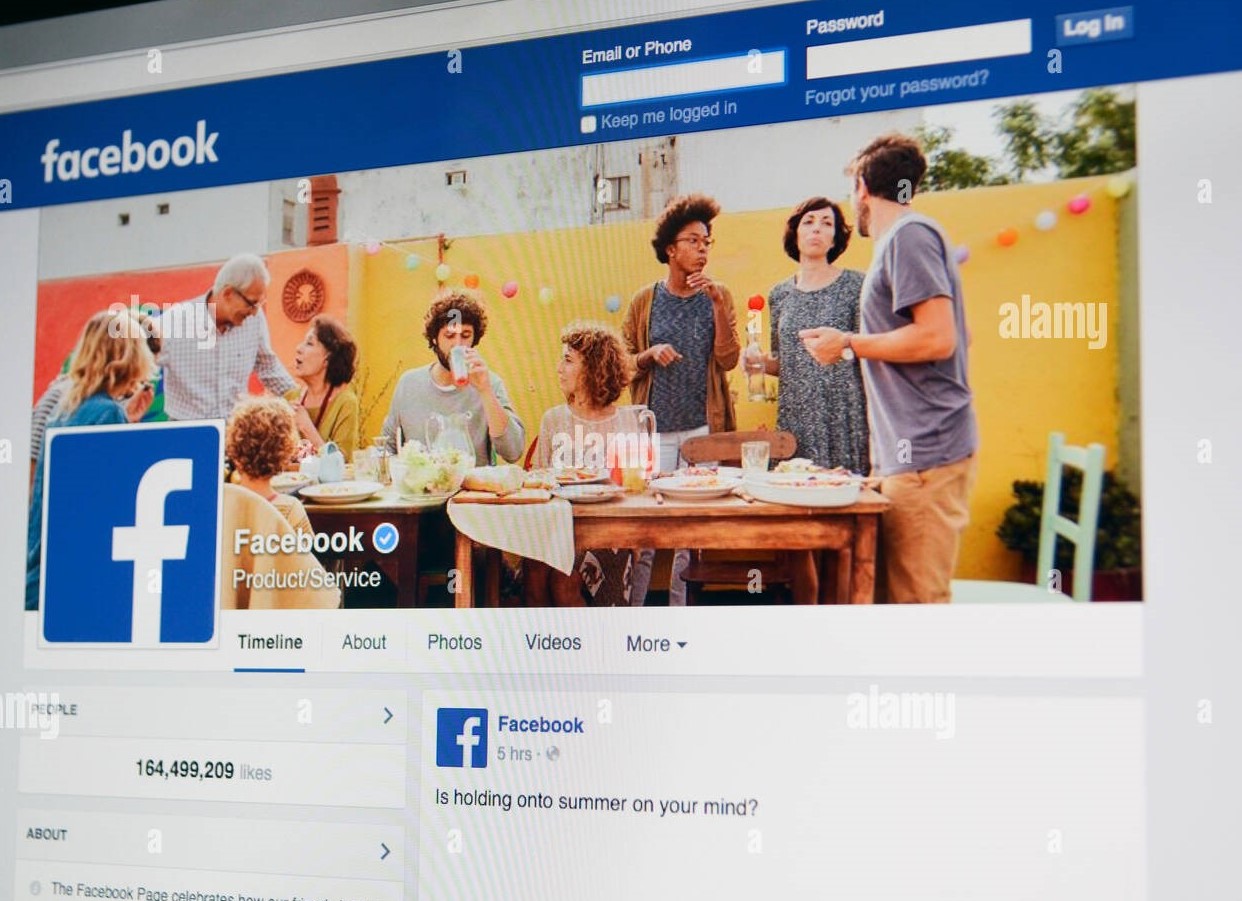 Email or Phone
Password
Log In
facebook
Keep me logged in
Forgot your password?
alamy
alamy
Facebook
Product/Service
Timeline
About
Photos
Videos
More
PEOPLE
alamy
164,499,209 likes
Facebook
5 hrs
Is holding onto summer on your mind?
ABOUT
The Facebook Page celebrates how our friends